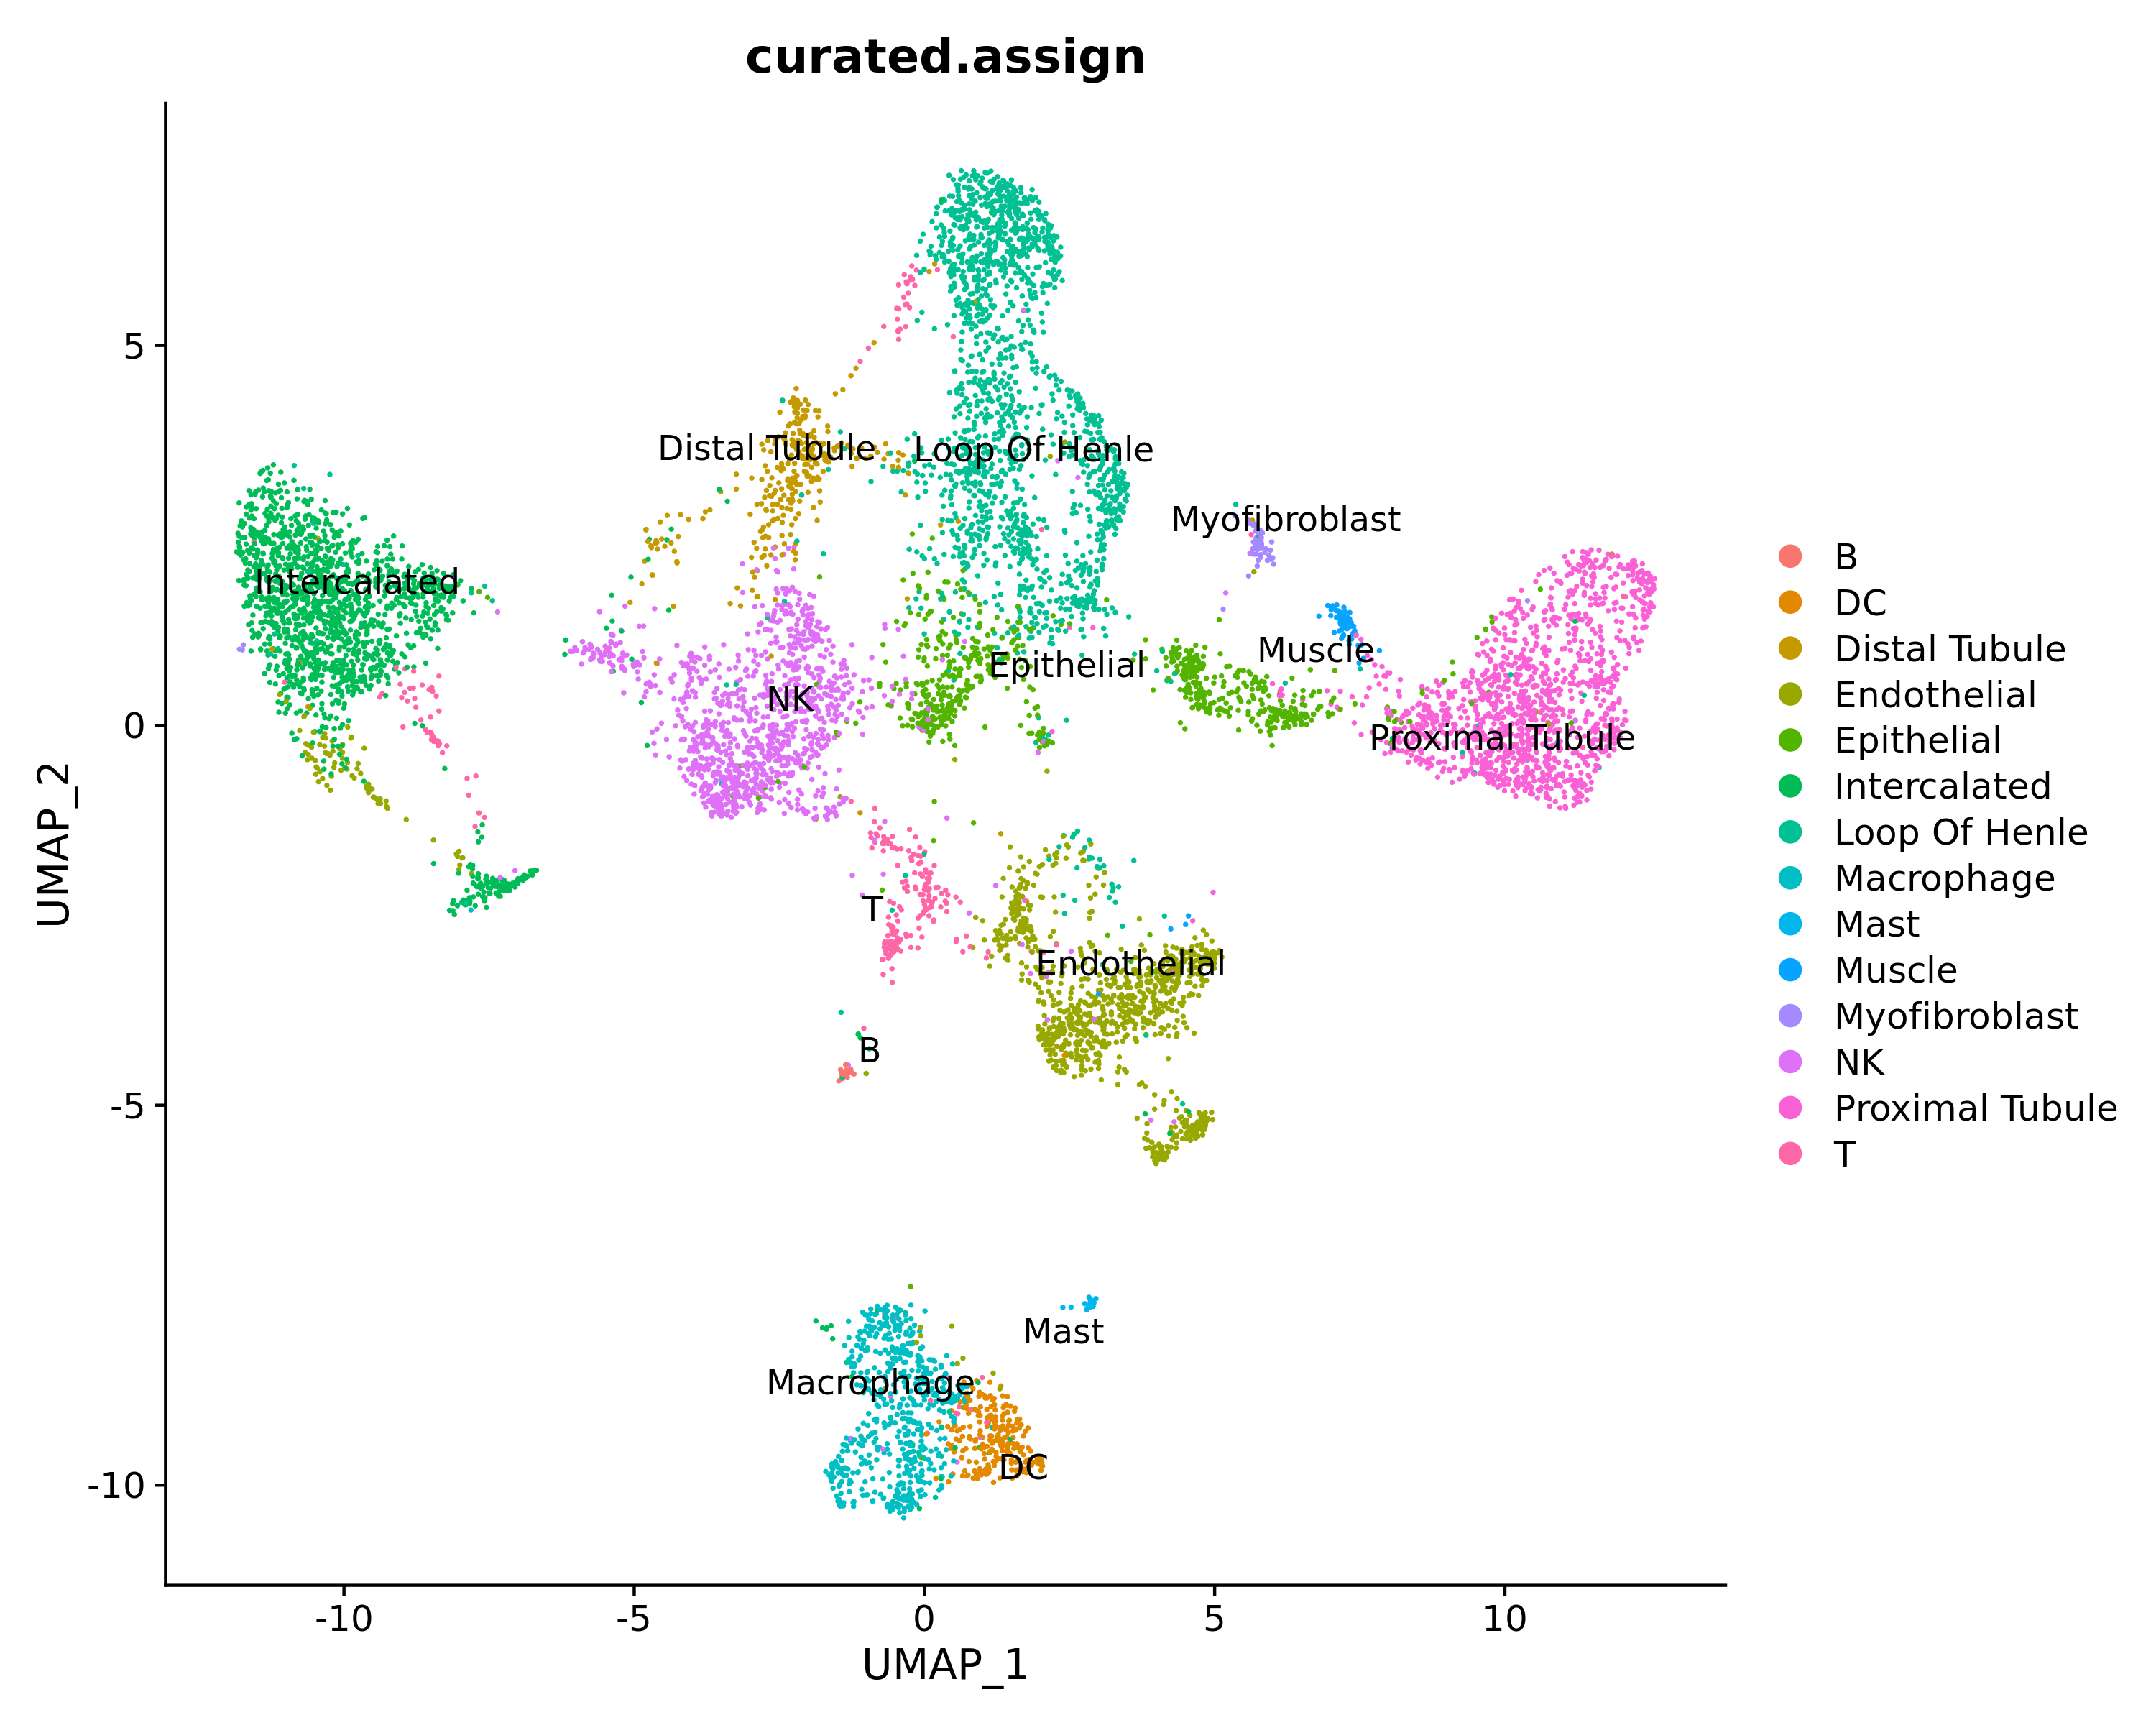 curated.assign
UMAP_2
5
0
-5
-10
Distal Tubule
Loop Of Henle
Myofibroblast
Intercalated
Muscle
Epithelial
NK
Proximal Tubule
T
Endothelial
B
Mast
Macrophage
DC
-10
-5
0
5
10
UMAP_1
B
DC
Distal Tubule
Endothelial
Epithelial
Intercalated
Loop Of Henle
Macrophage
Mast
Muscle
Myofibroblast
NK
Proximal Tubule
T